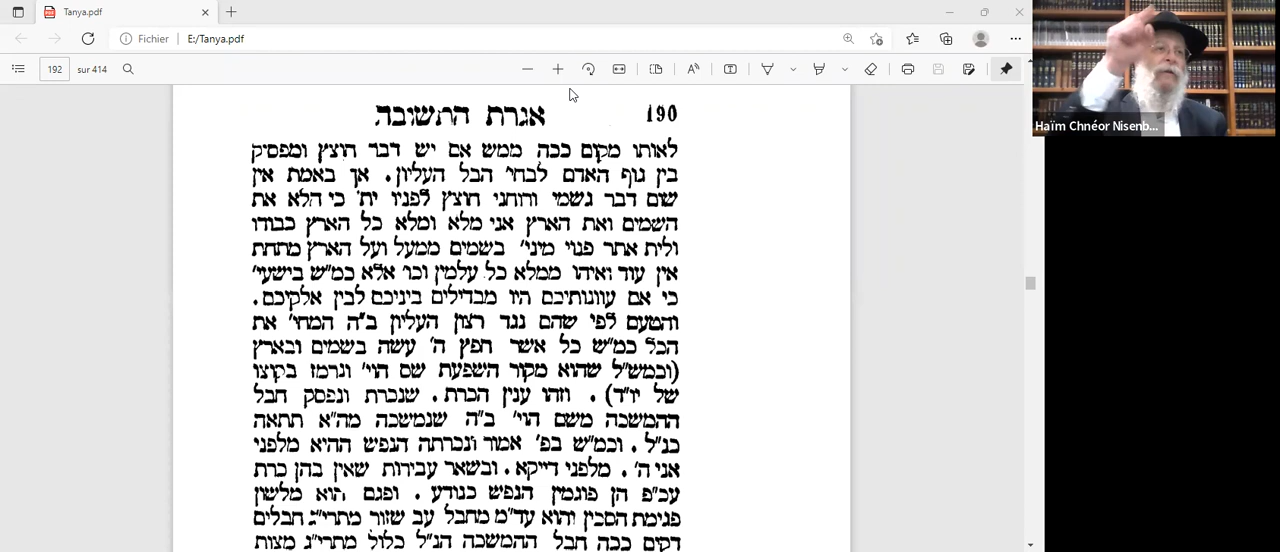 Tanya.pdf
Fichier
E:/Tanya.pdf
192
sur 414
Haïm Chnéor Nisenb...
190
אגרת התשובה
לאותו מקום ככה ממש אם יש דבר חוצץ ומפסיק
בין גוף האדם לבחי' הבל העליון. אך באמת אין
שום דבר גשמי ורוחני חוצץ לפניו ית' כי הלא את
השמים ואת הארץ אני מלא ומלא כל הארץ כבודו
ולית אתר פנוי מיני' בשמים ממעל ועל הארץ מתחת
אין עוד ואיהו ממלא כל עלמין וכו' אלא כמ"ש בישעי'
כי אם עוונותיכם היו מבדילים ביניכם לבין אלקיכם.
והטעם לפי שהם נגד רצון העליון ב"ה המחי' את
הכל כמ"ש כל אשר חפץ ה' עשה בשמים ובארץ
(וכמש"ל שהוא מקור השפעת שם הוי' ונרמז בקוצו
של יו"ד). וזהו ענין הכרת. שנכרת ונפסק חבל
ההמשכה משם הוי' ב"ה שנמשכה מה"א תתאה
כנ"ל. וכמ"ש בפ' אמור ונכרתה הנפש ההיא מלפני
אני ה'. מלפני דייקא. ובשאר עבירות שאין בהן כרת
עכ"פ הן פוגמין הנפש כנודע. ופגם הוא מלשון
פגימת הסכין והוא עד"מ מחבל עב שזור מתרי"ג חבלים
דקים ככה חבל ההמשכה הנ"ל כלול מתרי"ג מצות